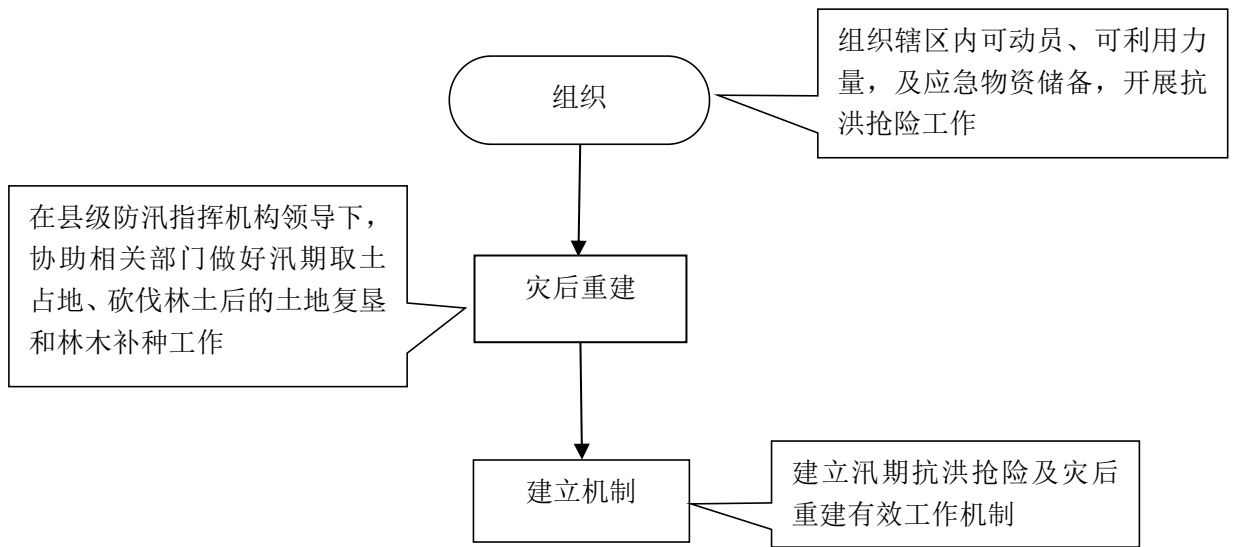 组织辖区内可动员、可利用力
量，及应急物资储备，开展抗
洪抢险工作
组织
在县级防汛指挥机构领导下，
协助相关部门做好汛期取土
占地、砍伐林土后的土地复垦
和林木补种工作
灾后重建
建立机制
建立汛期抗洪抢险及灾后
重建有效工作机制